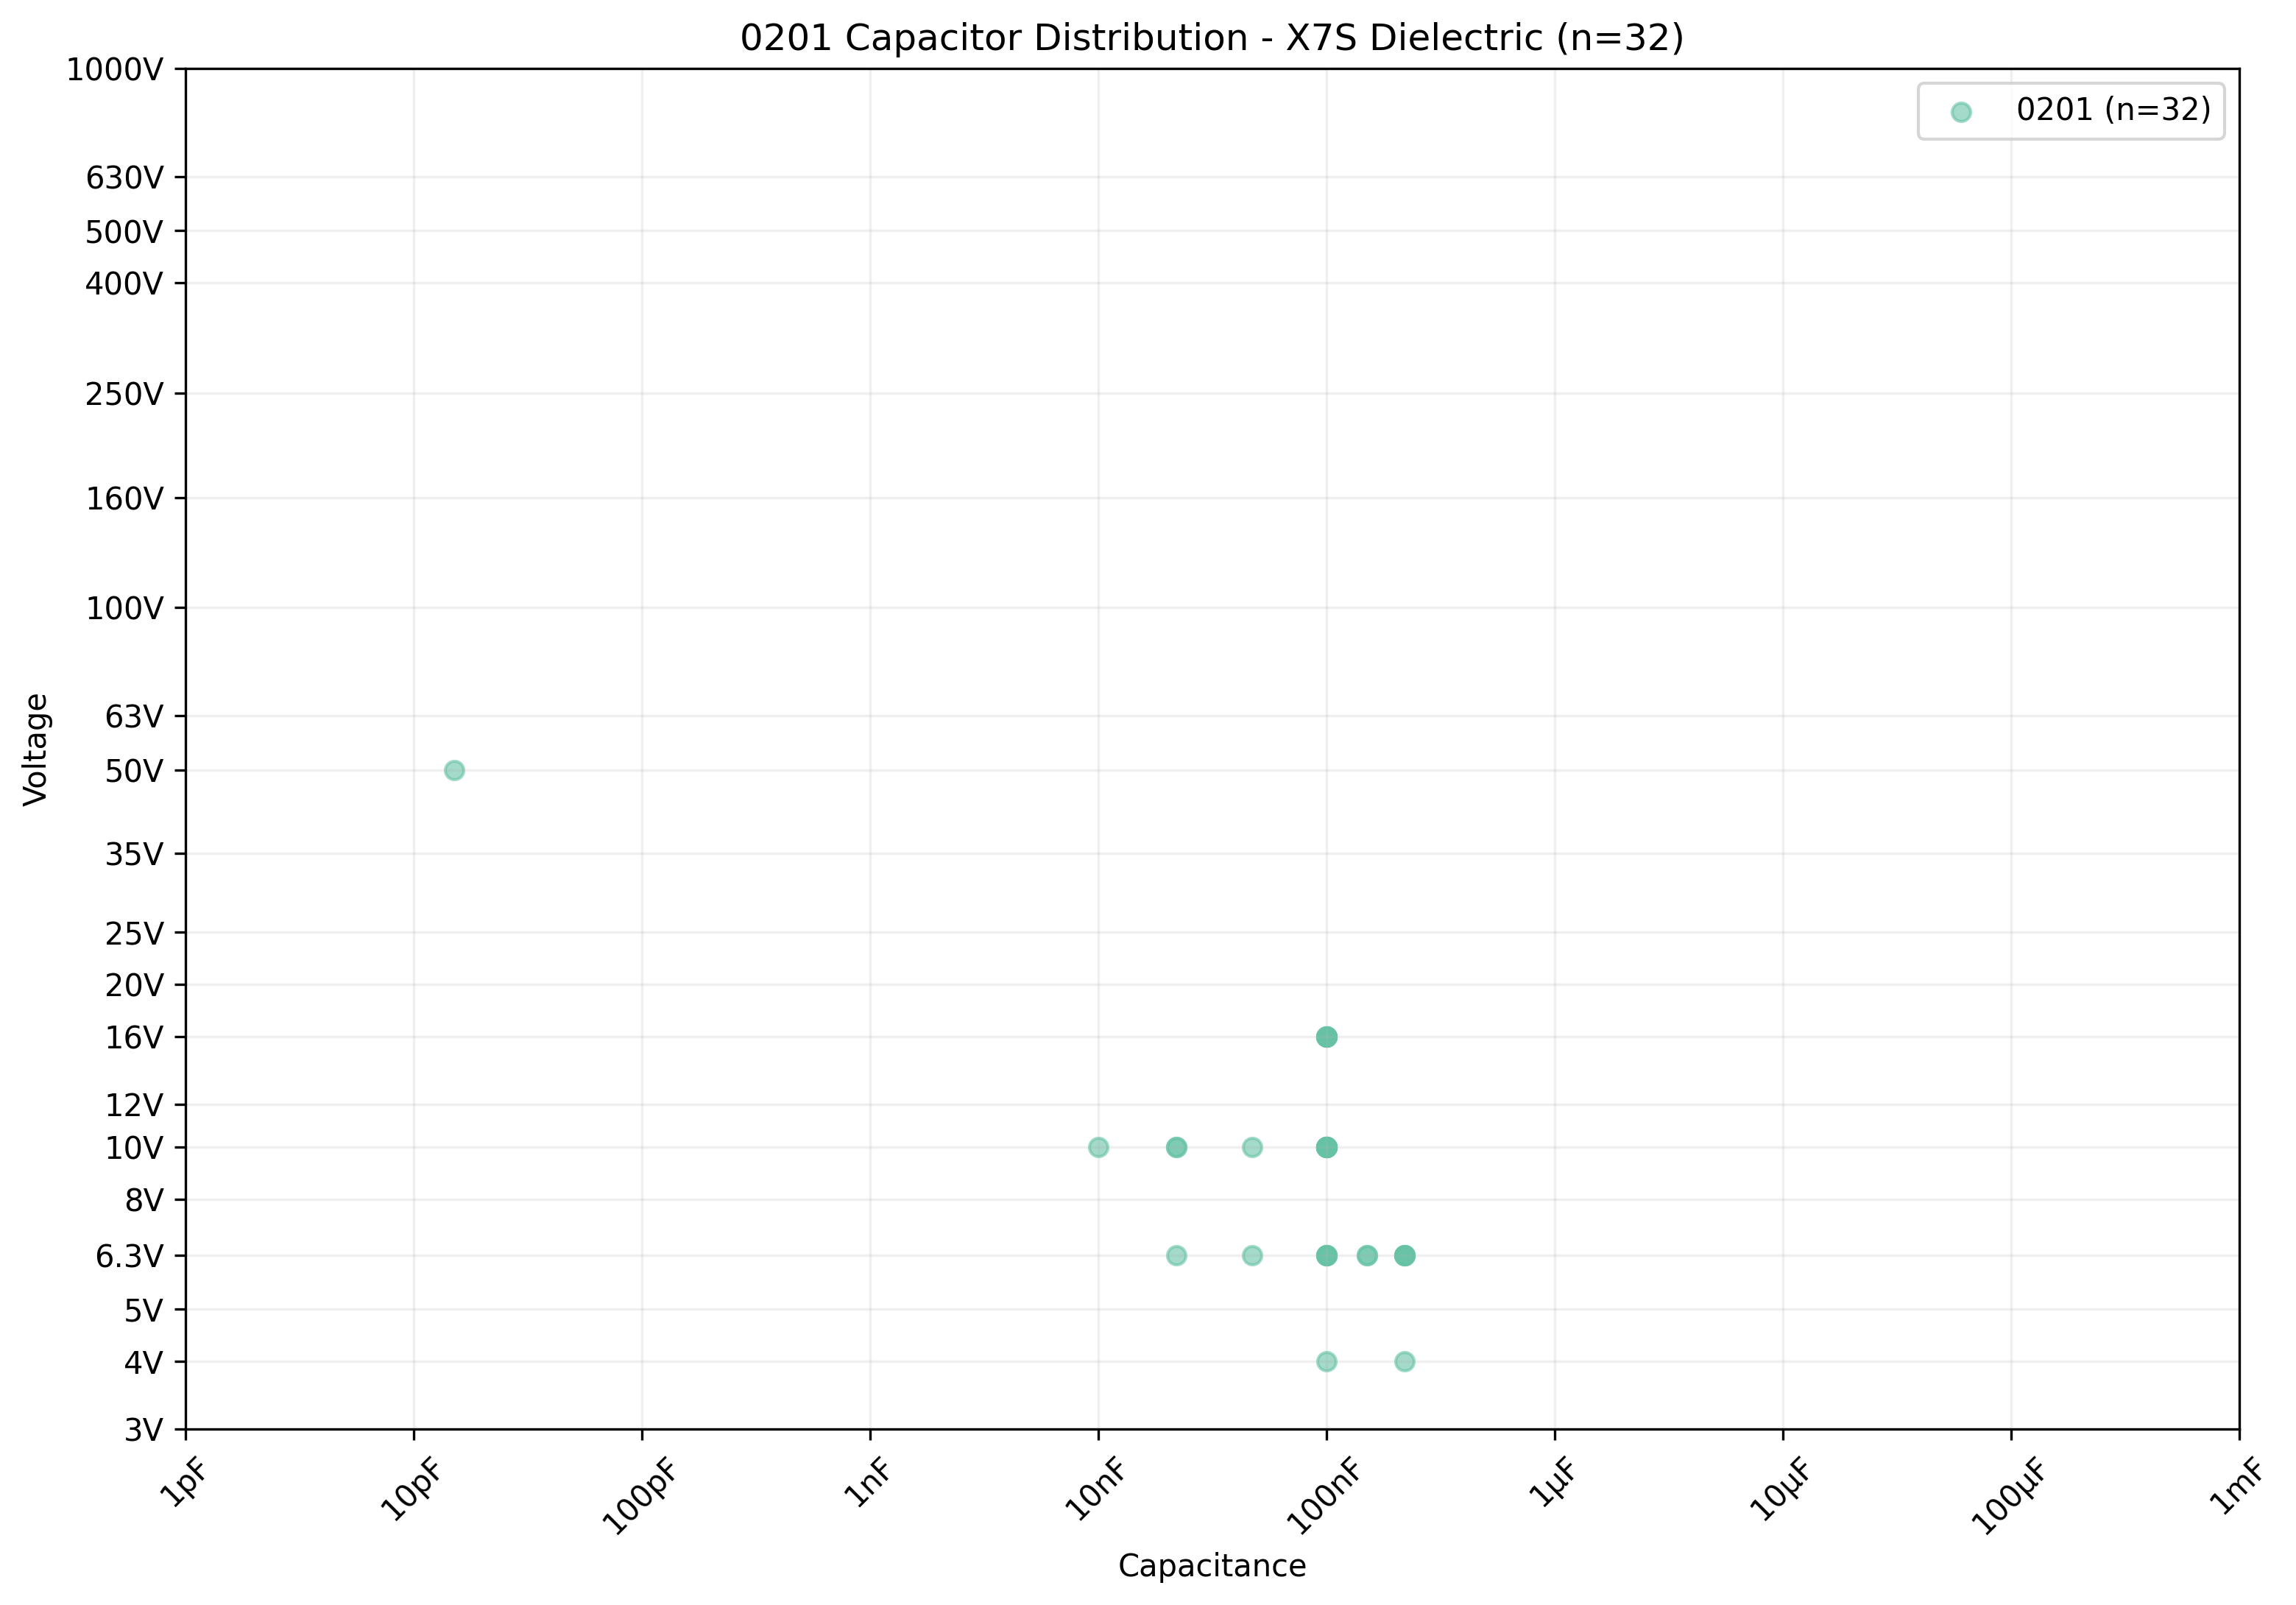 0201 Capacitor Distribution - X7S Dielectric (n=32)
0201 (n=32)
Voltage
1000V
630V
500V
400V
250V
160V
100V
63V
50V
35V
25V
20V
16V
12V
10V
8V
6.3V
5V
4V
3V
1pF
10pF
100pF
1nF
10nF
100nF
1µF
10µF
100µF
1mF
Capacitance